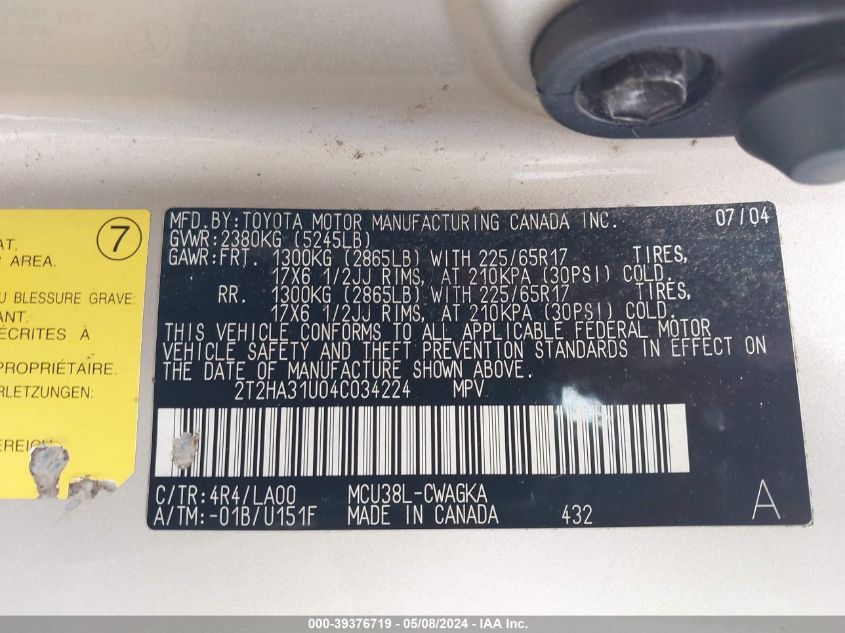 7
AT.
AREA.
U BLESSURE GRAVE:
ANT.
ÉCRITES À
PROPRIÉTAIRE.
RLETZUNGEN:
BEREICH
MFD.BY:TOYOTA MOTOR MANUFACTURING CANADA INC. 07/04
GVWR:2380KG (5245LB)
GAWR:FRT. 1300KG (2865LB) WITH 225/65R17 TIRES,
17X6 1/2JJ RIMS, AT 210KPA (30PSI) COLD.
RR. 1300KG (2865LB) WITH 225/65R17 TIRES,
17X6 1/2JJ RIMS, AT 210KPA (30PSI) COLD.
THIS VEHICLE CONFORMS TO ALL APPLICABLE FEDERAL MOTOR
VEHICLE SAFETY AND THEFT PREVENTION STANDARDS IN EFFECT ON
THE DATE OF MANUFACTURE SHOWN ABOVE.
2T2HA31U04C034224 MPV
C/TR:4R4/LA00 MCU38L-CWAGKA
A/TM:-01B/U151F MADE IN CANADA 432 A
000-39376719 - 05/08/2024 - IAA Inc.